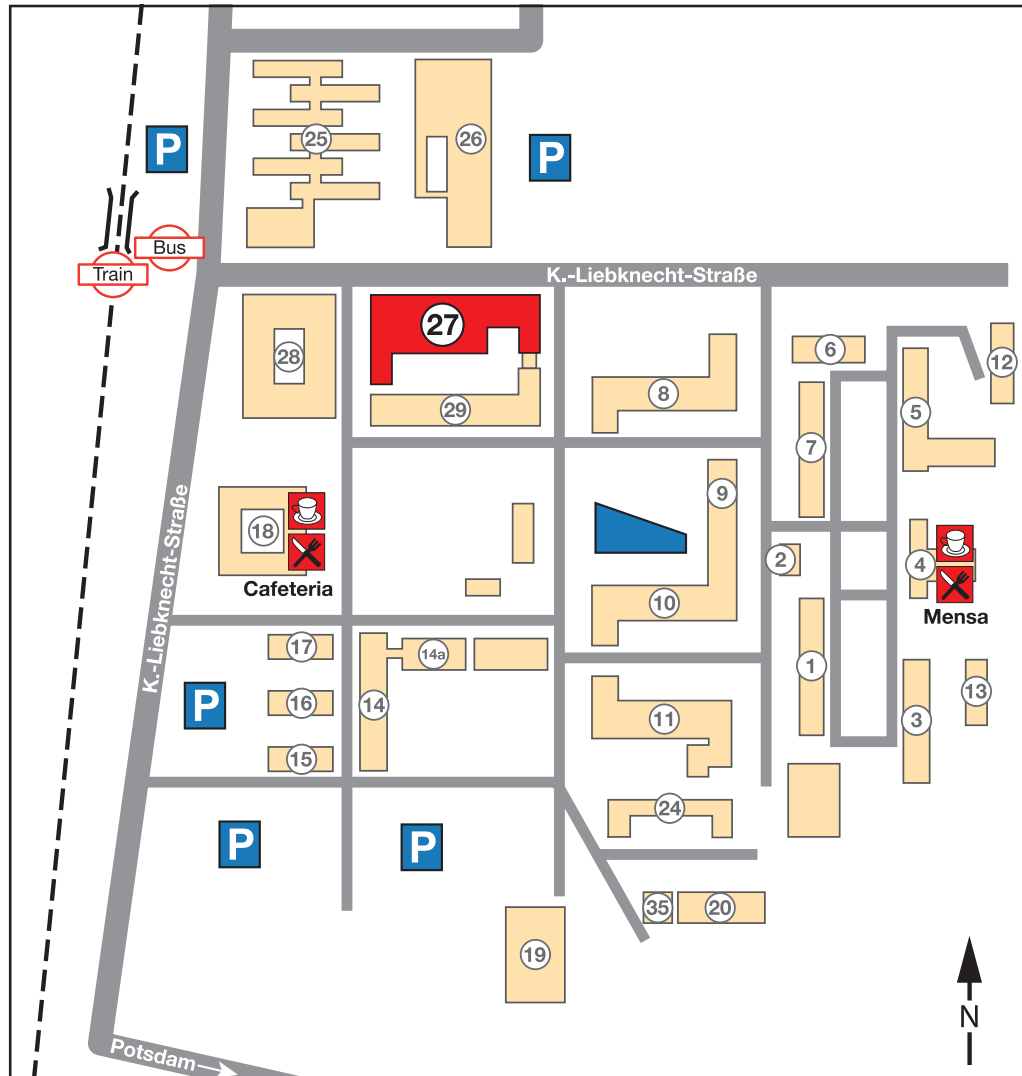 25
26
P
P
Bus
Train
K.-Liebknecht-Straße
27
28
29
8
6
12
5
7
9
18
Cafeteria
K.-Liebknecht-Straße
2
4
Mensa
10
17
14a
1
13
16
14
11
3
P
15
24
P
P
35
20
19
N
Potsdam